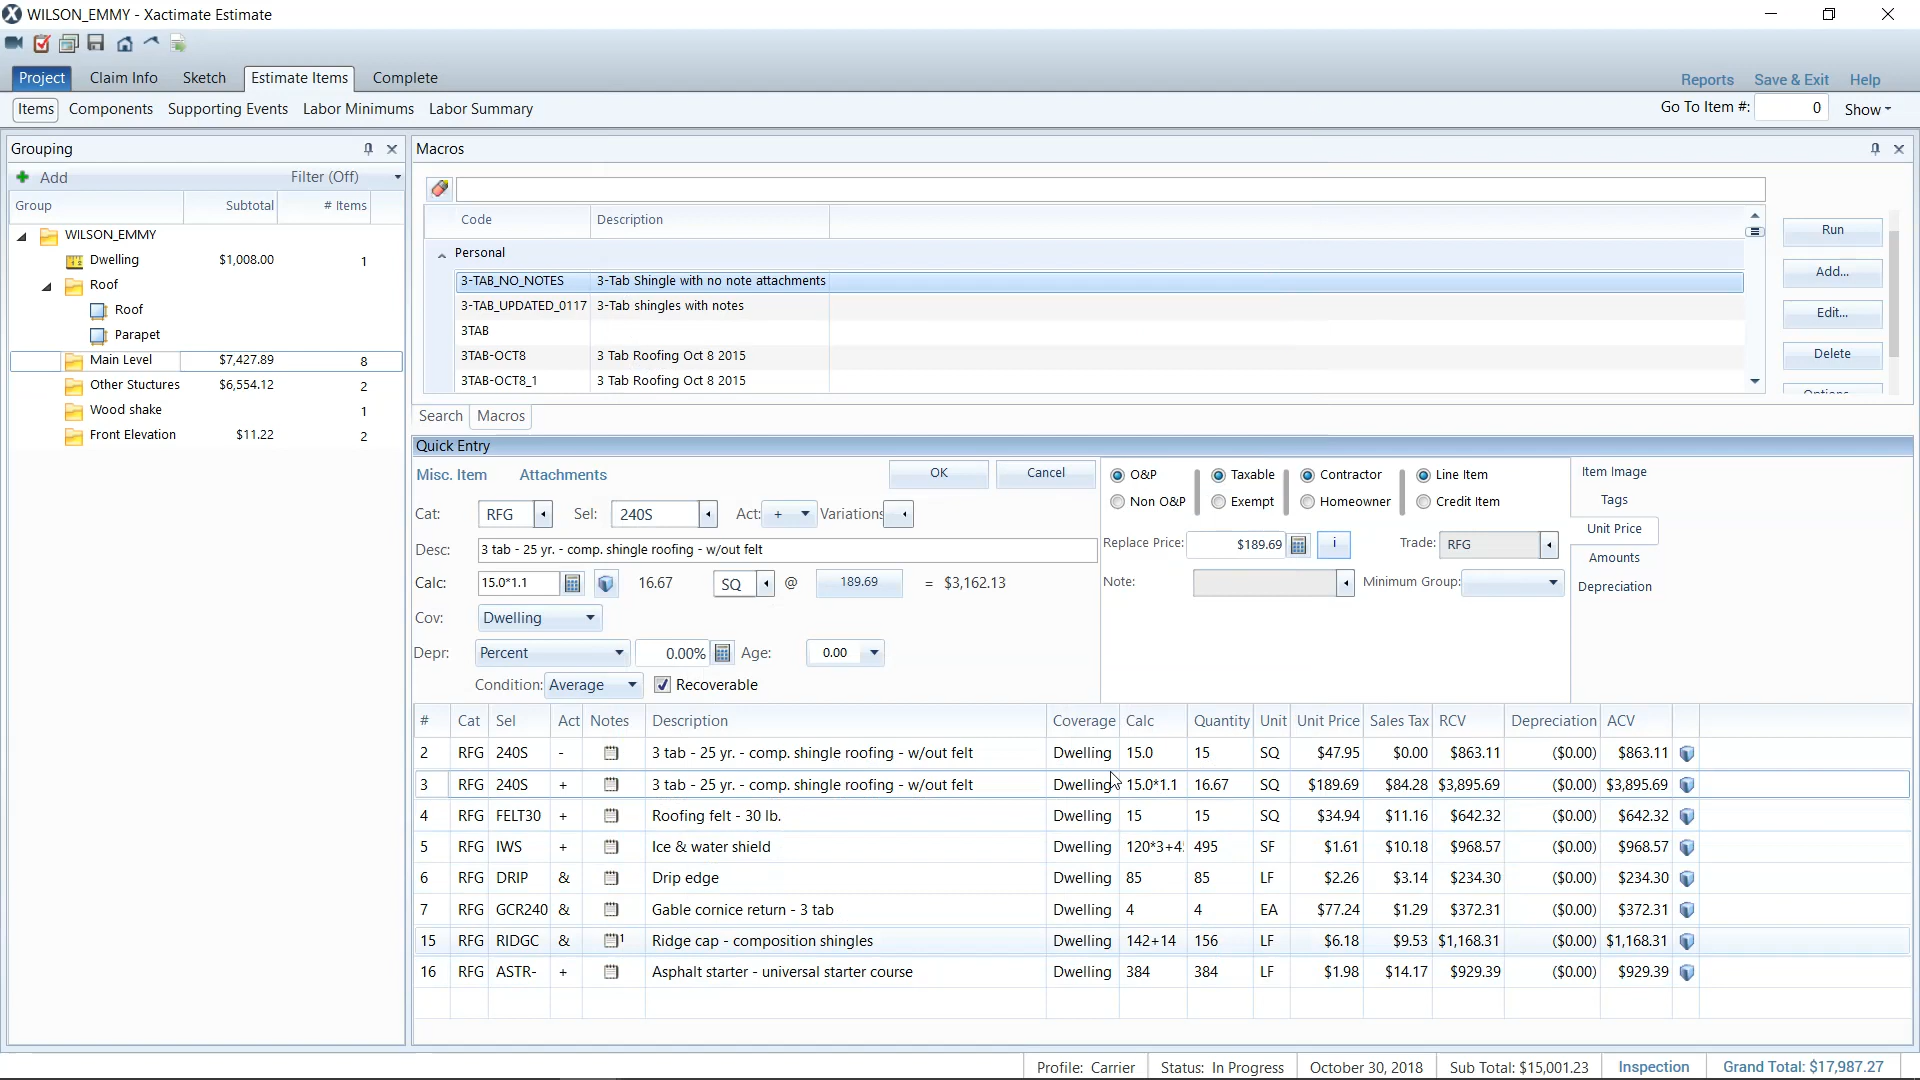 WILSON_EMMY - Xactimate Estimate
Project Claim Info Sketch Estimate Items Complete
Reports Save & Exit Help
Items Components Supporting Events Labor Minimums Labor Summary
Go To Item #: 0 Show
Grouping
Add Filter (Off)
Group Subtotal # Items
WILSON_EMMY
Dwelling $1,008.00 1
Roof
Roof
Parapet
Main Level $7,427.89 8
Other Stuctures $6,554.12 2
Wood shake 1
Front Elevation $11.22 2
Macros
Code Description
Personal
3-TAB_NO_NOTES 3-Tab Shingle with no note attachments
3-TAB_UPDATED_0117 3-Tab shingles with notes
3TAB
3TAB-OCT8 3 Tab Roofing Oct 8 2015
3TAB-OCT8_1 3 Tab Roofing Oct 8 2015
Run
Add...
Edit...
Delete
Options...
Search Macros
Quick Entry
Misc. Item Attachments OK Cancel
Cat: RFG Sel: 240S Act: + Variations
Desc: 3 tab - 25 yr. - comp. shingle roofing - w/out felt
Calc: 15.0*1.1 16.67 SQ @ 189.69 = $3,162.13
Cov: Dwelling
Depr: Percent 0.00% Age: 0.00
Condition: Average Recoverable
O&P Taxable Contractor Line Item
Non O&P Exempt Homeowner Credit Item
Replace Price: $189.69 i Trade: RFG
Note: Minimum Group:
Item Image
Tags
Unit Price
Amounts
Depreciation
# Cat Sel Act Notes Description Coverage Calc Quantity Unit Unit Price Sales Tax RCV Depreciation ACV
2 RFG 240S - 3 tab - 25 yr. - comp. shingle roofing - w/out felt Dwelling 15.0 15 SQ $47.95 $0.00 $863.11 ($0.00) $863.11
3 RFG 240S + 3 tab - 25 yr. - comp. shingle roofing - w/out felt Dwelling 15.0*1.1 16.67 SQ $189.69 $84.28 $3,895.69 ($0.00) $3,895.69
4 RFG FELT30 + Roofing felt - 30 lb. Dwelling 15 15 SQ $34.94 $11.16 $642.32 ($0.00) $642.32
5 RFG IWS + Ice & water shield Dwelling 120*3+4 495 SF $1.61 $10.18 $968.57 ($0.00) $968.57
6 RFG DRIP & Drip edge Dwelling 85 85 LF $2.26 $3.14 $234.30 ($0.00) $234.30
7 RFG GCR240 & Gable cornice return - 3 tab Dwelling 4 4 EA $77.24 $1.29 $372.31 ($0.00) $372.31
15 RFG RIDGC & 1 Ridge cap - composition shingles Dwelling 142+14 156 LF $6.18 $9.53 $1,168.31 ($0.00) $1,168.31
16 RFG ASTR- + Asphalt starter - universal starter course Dwelling 384 384 LF $1.98 $14.17 $929.39 ($0.00) $929.39
Profile: Carrier Status: In Progress October 30, 2018 Sub Total: $15,001.23 Inspection Grand Total: $17,987.27